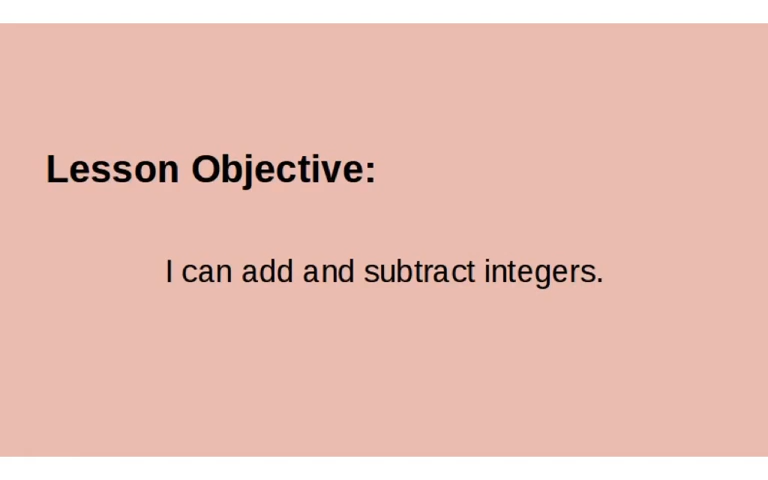 Lesson Objective:
I can add and subtract integers.